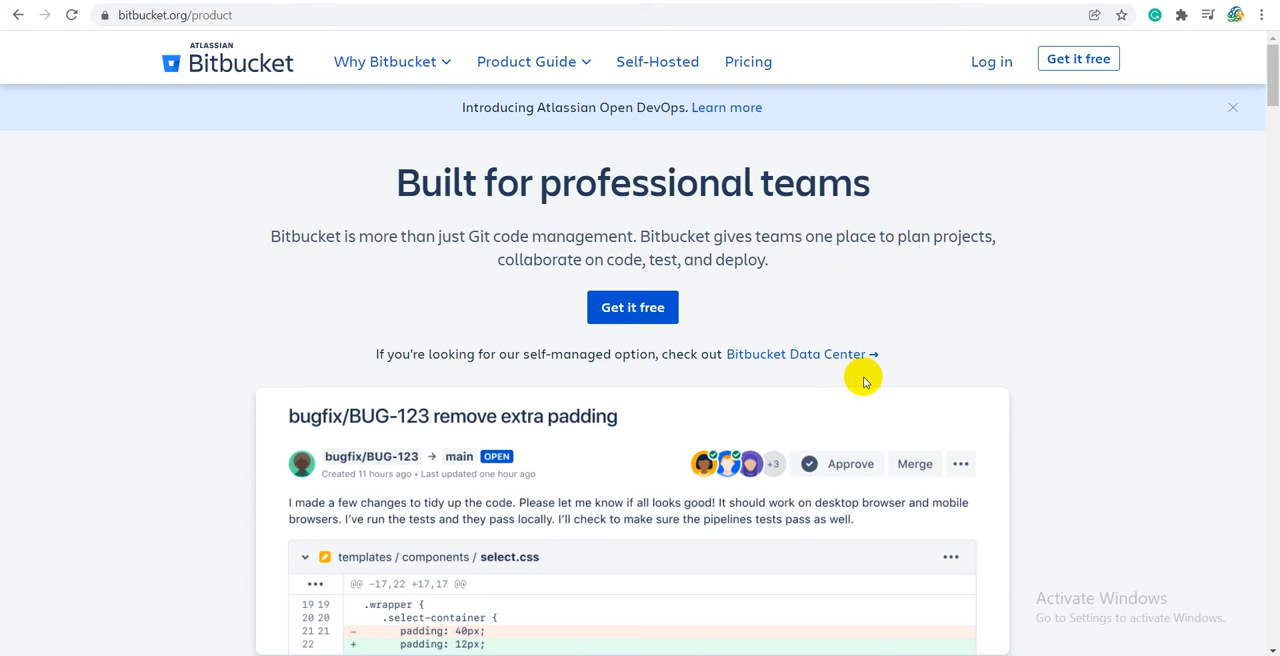 bitbucket.org/product
ATLASSIAN
Bitbucket
Why Bitbucket
Product Guide
Self-Hosted
Pricing
Log in
Get it free
Introducing Atlassian Open DevOps. Learn more
Built for professional teams
Bitbucket is more than just Git code management. Bitbucket gives teams one place to plan projects,
collaborate on code, test, and deploy.
Get it free
If you're looking for our self-managed option, check out Bitbucket Data Center →
bugfix/BUG-123 remove extra padding
bugfix/BUG-123 → main OPEN
Created 11 hours ago • Last updated one hour ago
+3
Approve
Merge
•••
I made a few changes to tidy up the code. Please let me know if all looks good! It should work on desktop browser and mobile
browsers. I've run the tests and they pass locally. I'll check to make sure the pipelines tests pass as well.
templates / components / select.css
•••
••• @@ -17,22 +17,17 @@
19 19 .wrapper {
20 20 .select-container {
21 21 - padding: 40px;
22 + padding: 12px;
Activate Windows
Go to Settings to activate Windows.